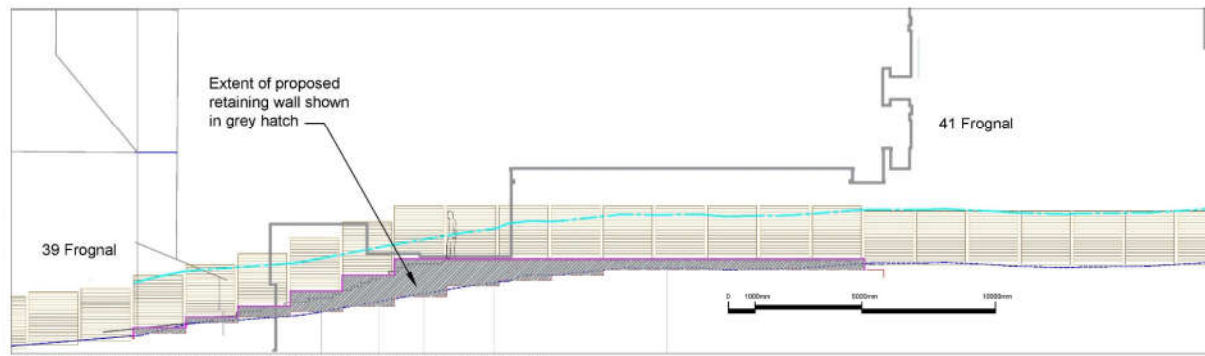 Extent of proposed
retaining wall shown
in grey hatch
41 Frognal
39 Frognal
0 1000mm 5000mm 10000mm